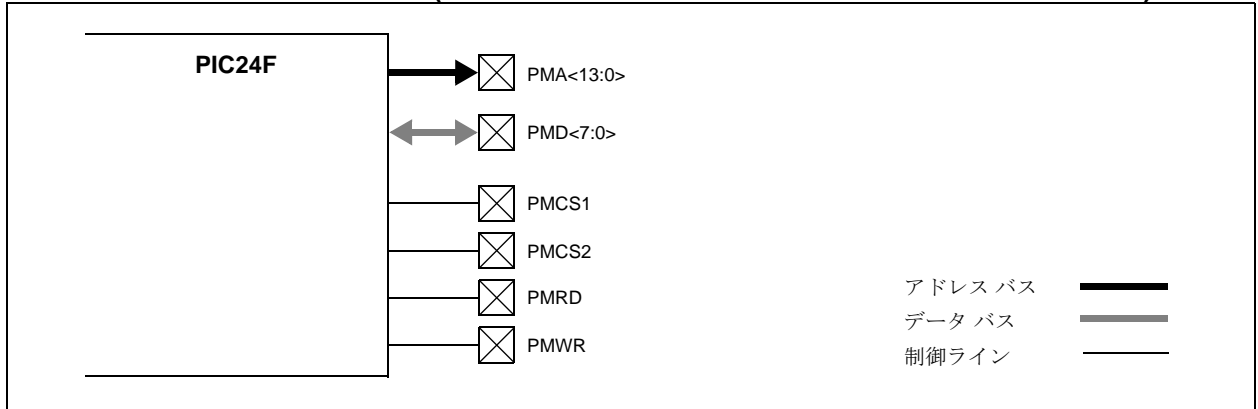 PIC24F
PMA<13:0>
PMD<7:0>
PMCS1
PMCS2
PMRD
PMWR
アドレス バス
データ バス
制御ライン